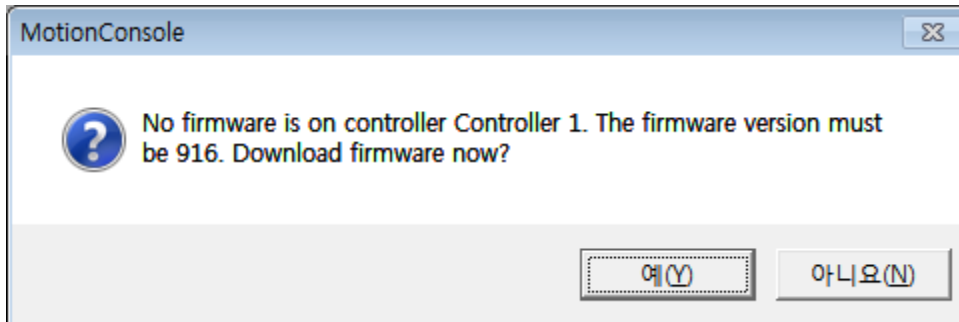 MotionConsole
No firmware is on controller Controller 1. The firmware version must
be 916. Download firmware now?
예(Y)
아니요(N)